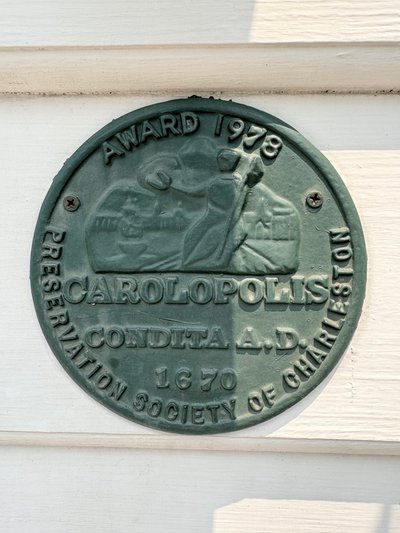 AWARD 1978
CAROLOPOLIS
CONDITA A.D.
1670
PRESERVATION SOCIETY OF CHARLESTON